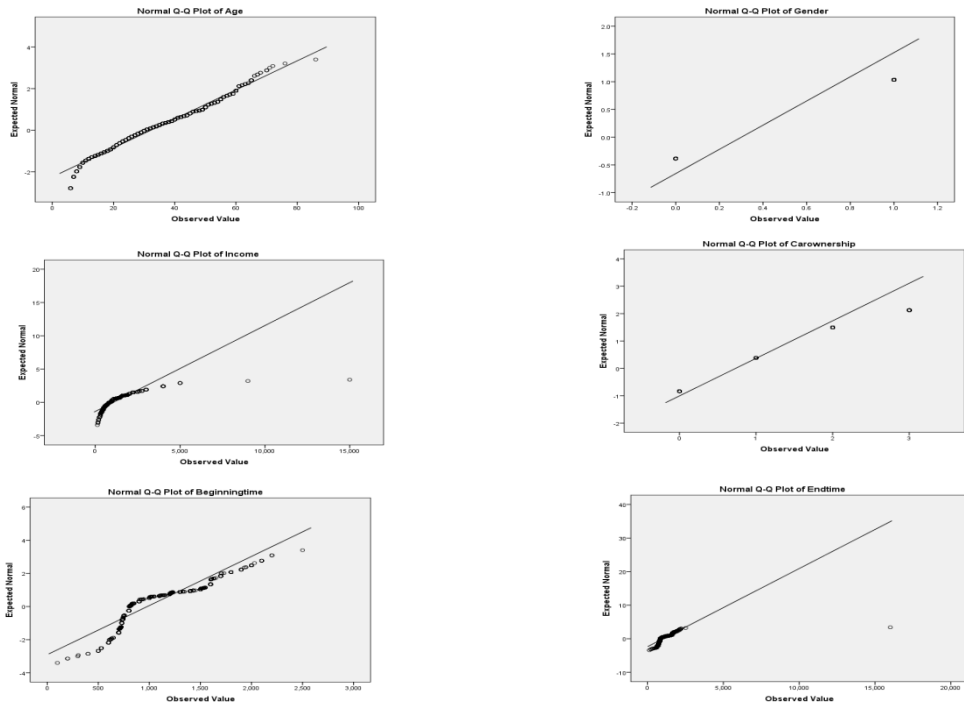 Normal Q-Q Plot of Age
Expected Normal
4
2
0
-2
0 20 40 60 80 100
Observed Value
Normal Q-Q Plot of Gender
Expected Normal
2.0
1.5
1.0
0.5
0.0
-0.5
-1.0
-0.2 0.0 0.2 0.4 0.6 0.8 1.0 1.2
Observed Value
Normal Q-Q Plot of Income
Expected Normal
20
15
10
5
0
-5
0 5,000 10,000 15,000
Observed Value
Normal Q-Q Plot of Carownership
Expected Normal
4
3
2
1
0
-1
-2
0 1 2 3
Observed Value
Normal Q-Q Plot of Beginningtime
Expected Normal
6
4
2
0
-2
-4
0 500 1,000 1,500 2,000 2,500 3,000
Observed Value
Normal Q-Q Plot of Endtime
Expected Normal
40
30
20
10
0
-10
0 5,000 10,000 15,000 20,000
Observed Value